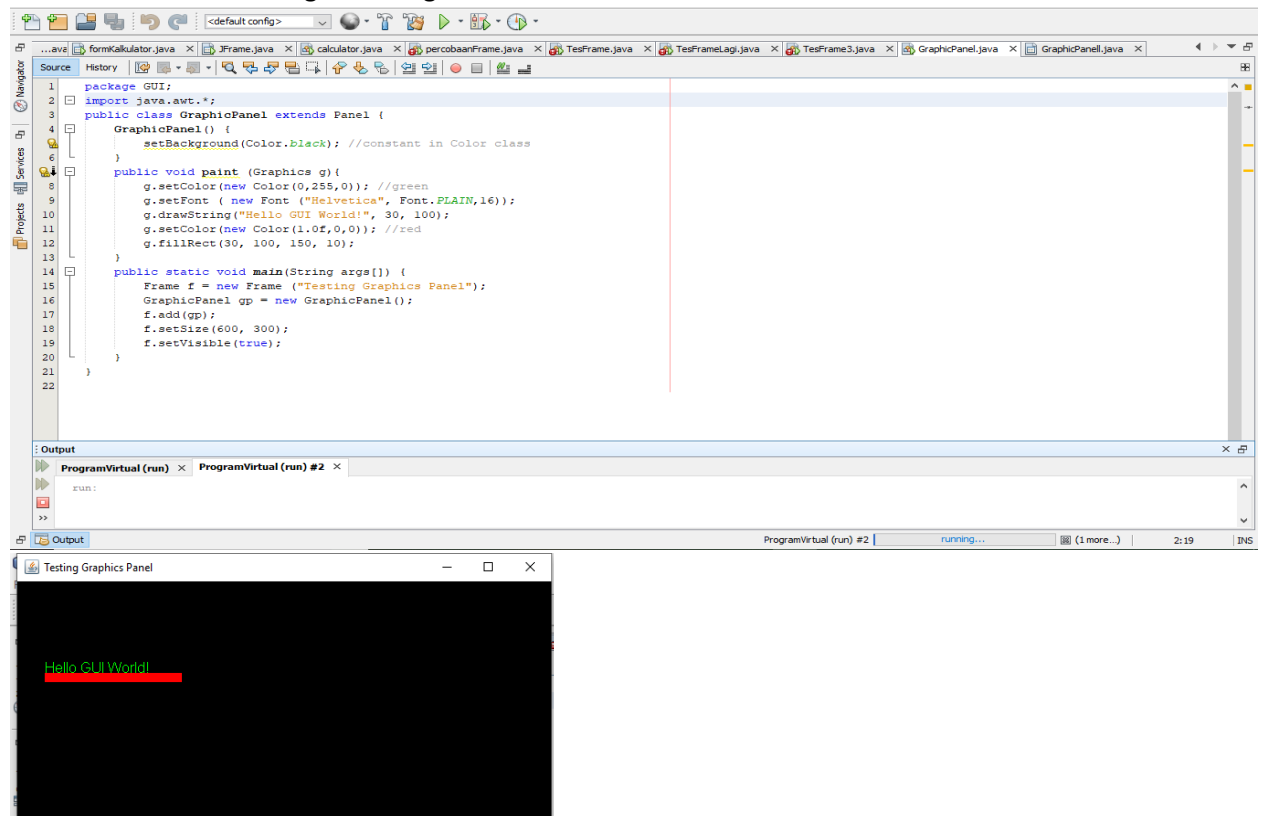 <default config>
...ava formKalkulator.java × JFrame.java × calculator.java × percobaanFrame.java × TesFrame.java × TesFrameLagi.java × TesFrame3.java × GraphicPanel.java × GraphicPanell.java ×
Source History
Navigator
Services
Projects
1 package GUI;
2 import java.awt.*;
3 public class GraphicPanel extends Panel {
4 GraphicPanel() {
setBackground(Color.black); //constant in Color class
6 }
public void paint (Graphics g){
8 g.setColor(new Color(0,255,0)); //green
9 g.setFont ( new Font ("Helvetica", Font.PLAIN,16));
10 g.drawString("Hello GUI World!", 30, 100);
11 g.setColor(new Color(1.0f,0,0)); //red
12 g.fillRect(30, 100, 150, 10);
13 }
14 public static void main(String args[]) {
15 Frame f = new Frame ("Testing Graphics Panel");
16 GraphicPanel gp = new GraphicPanel();
17 f.add(gp);
18 f.setSize(600, 300);
19 f.setVisible(true);
20 }
21 }
22
Output
ProgramVirtual (run) × ProgramVirtual (run) #2 ×
run:
Output ProgramVirtual (run) #2 running... (1 more...) 2:19 INS
Testing Graphics Panel
Hello GUI World!